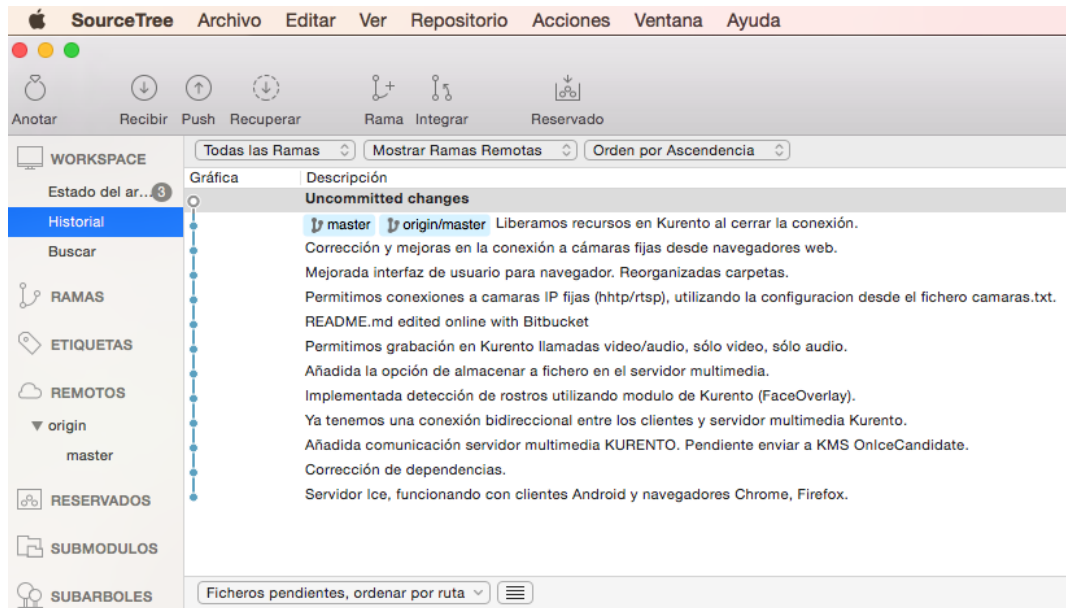 SourceTree Archivo Editar Ver Repositorio Acciones Ventana Ayuda
Anotar Recibir Push Recuperar Rama Integrar Reservado
WORKSPACE
Estado del ar... 3
Historial
Buscar
RAMAS
ETIQUETAS
REMOTOS
origin
master
RESERVADOS
SUBMODULOS
SUBARBOLES
Todas las Ramas Mostrar Ramas Remotas Orden por Ascendencia
Gráfica Descripción
Uncommitted changes
master origin/master Liberamos recursos en Kurento al cerrar la conexión.
Corrección y mejoras en la conexión a cámaras fijas desde navegadores web.
Mejorada interfaz de usuario para navegador. Reorganizadas carpetas.
Permitimos conexiones a camaras IP fijas (hhtp/rtsp), utilizando la configuracion desde el fichero camaras.txt.
README.md edited online with Bitbucket
Permitimos grabación en Kurento llamadas video/audio, sólo video, sólo audio.
Añadida la opción de almacenar a fichero en el servidor multimedia.
Implementada detección de rostros utilizando modulo de Kurento (FaceOverlay).
Ya tenemos una conexión bidireccional entre los clientes y servidor multimedia Kurento.
Añadida comunicación servidor multimedia KURENTO. Pendiente enviar a KMS OnIceCandidate.
Corrección de dependencias.
Servidor Ice, funcionando con clientes Android y navegadores Chrome, Firefox.
Ficheros pendientes, ordenar por ruta